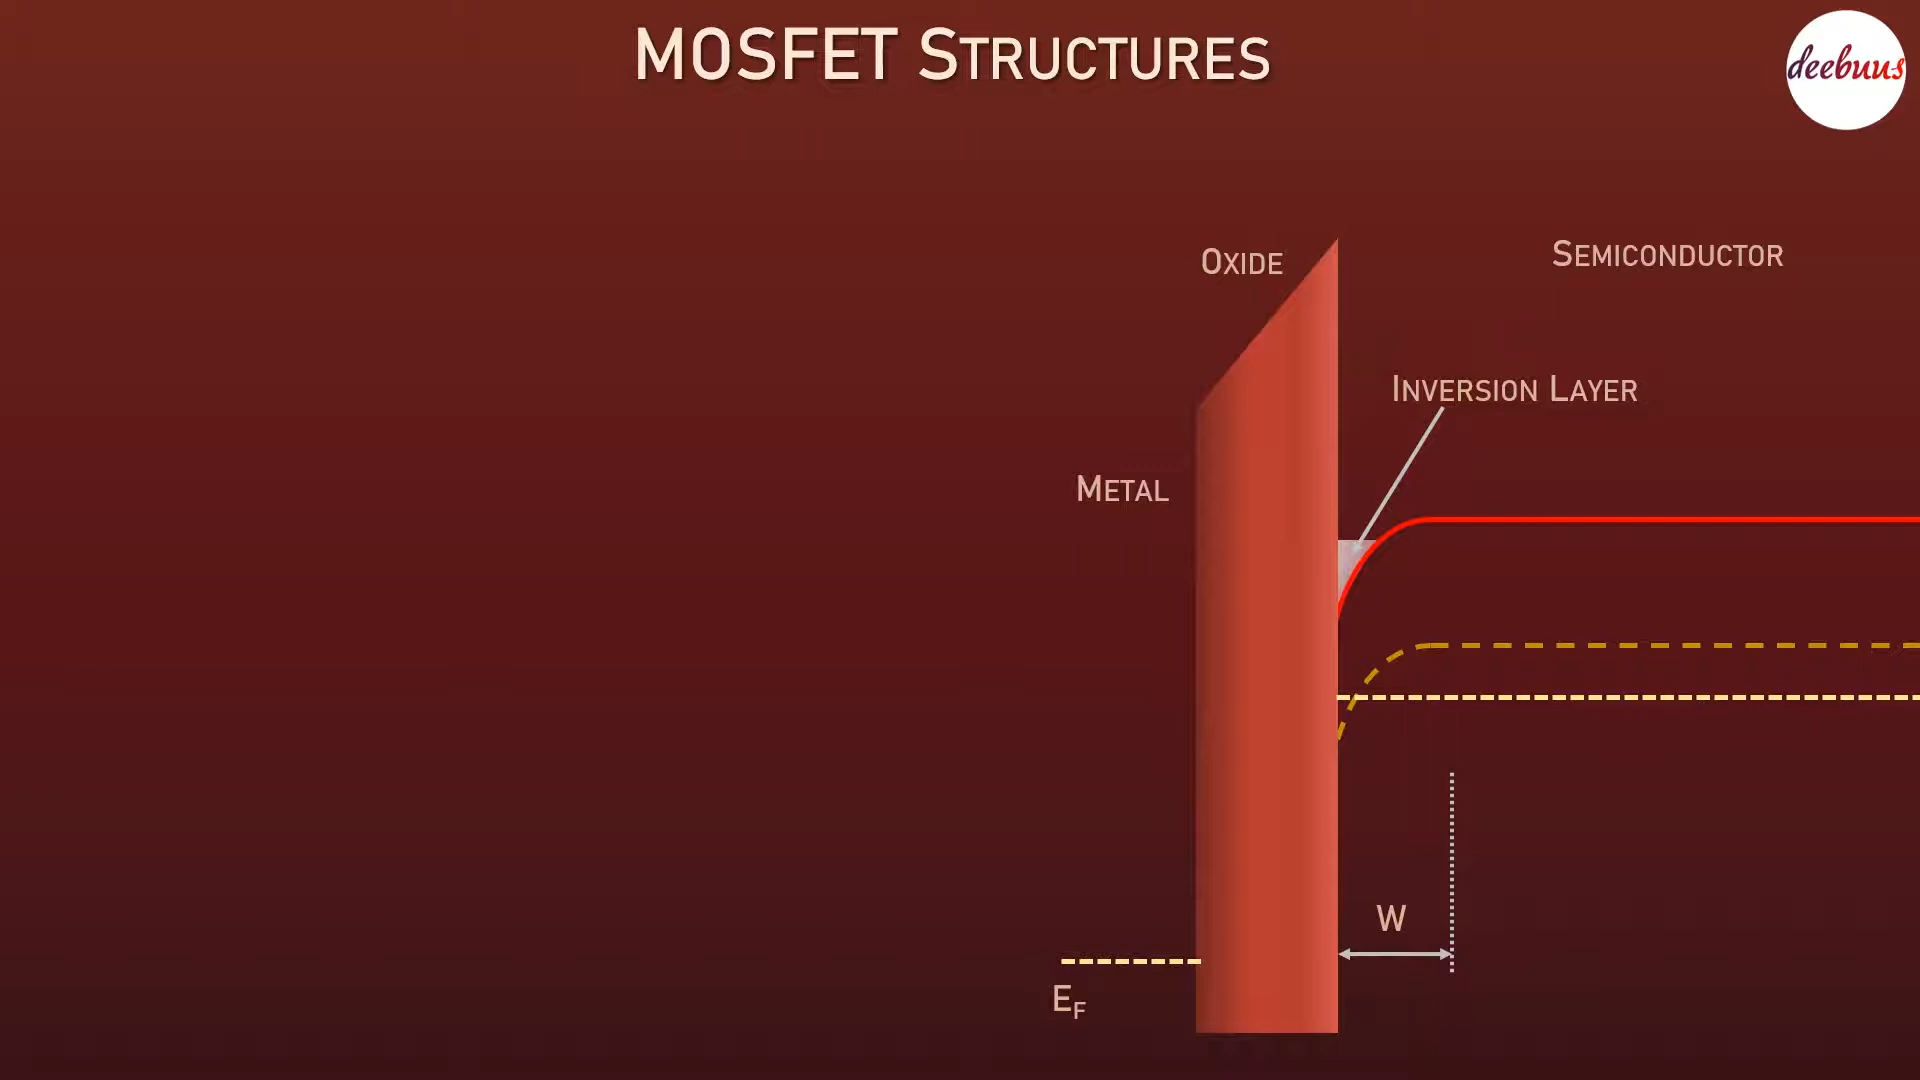 MOSFET STRUCTURES
deebuus
OXIDE
SEMICONDUCTOR
INVERSION LAYER
METAL
W
EF